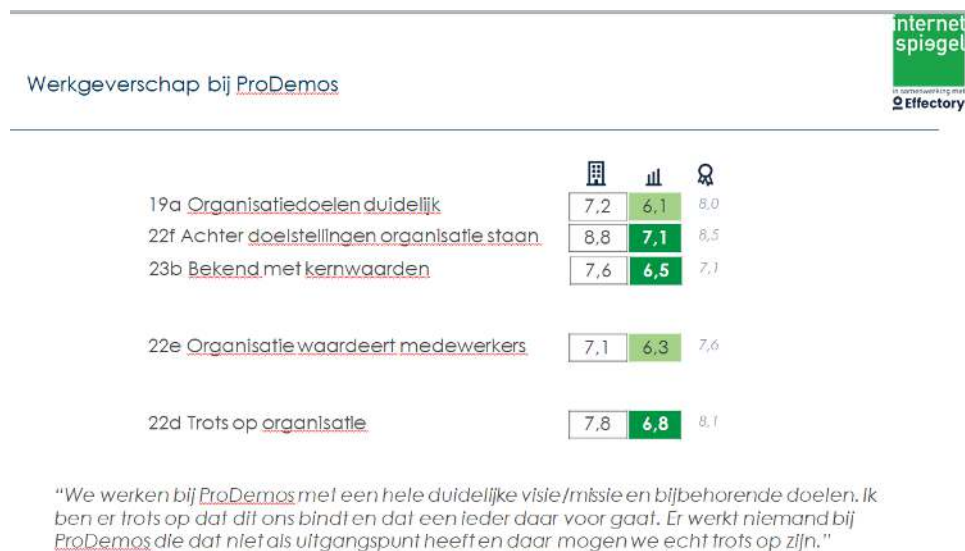 internet
spiegel
in samenwerking met
Effectory
Werkgeverschap bij ProDemos
19a Organisatiedoelen duidelijk 7,2 6,1 8,0
22f Achter doelstellingen organisatie staan 8,8 7,1 8,5
23b Bekend met kernwaarden 7,6 6,5 7,1
22e Organisatie waardeert medewerkers 7,1 6,3 7,6
22d Trots op organisatie 7,8 6,8 8,1
“We werken bij ProDemos met een hele duidelijke visie/missie en bijbehorende doelen. Ik
ben er trots op dat dit ons bindt en dat een ieder daar voor gaat. Er werkt niemand bij
ProDemos die dat niet als uitgangspunt heeft en daar mogen we echt trots op zijn.”